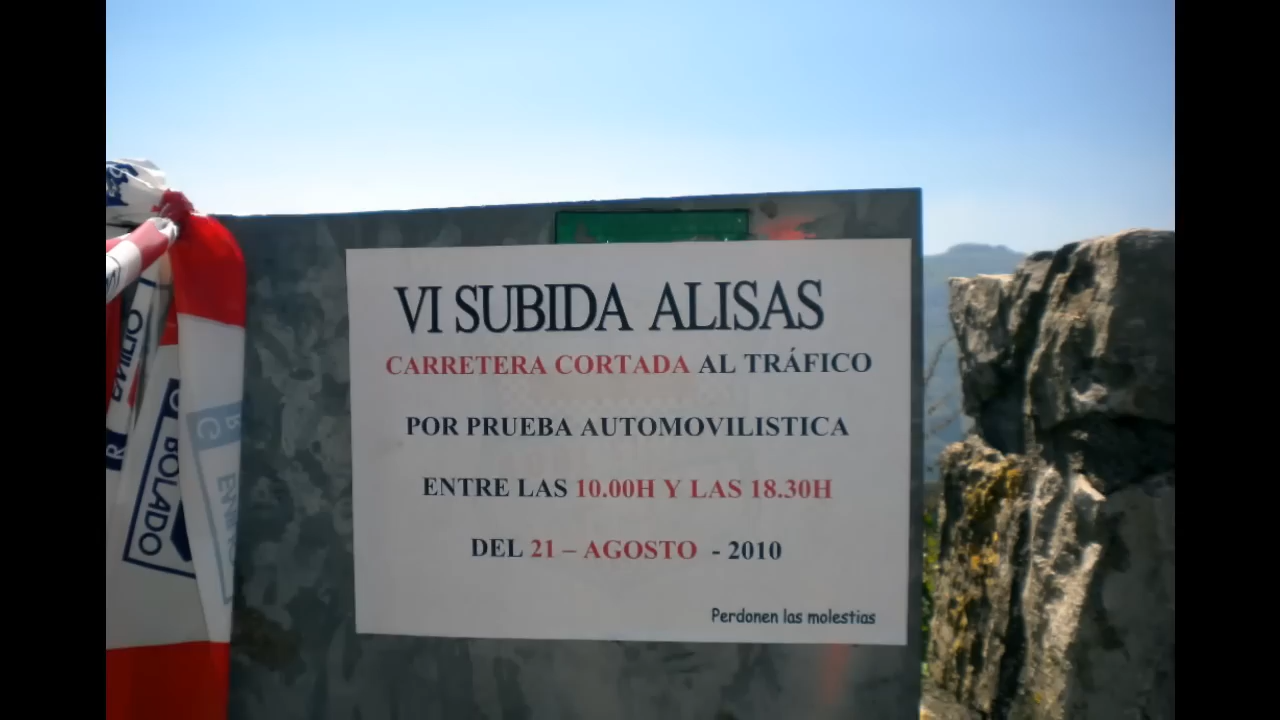 VI SUBIDA ALISAS
CARRETERA CORTADA AL TRÁFICO
POR PRUEBA AUTOMOVILISTICA
ENTRE LAS 10.00H Y LAS 18.30H
DEL 21 – AGOSTO - 2010
Perdonen las molestias
BOLADO